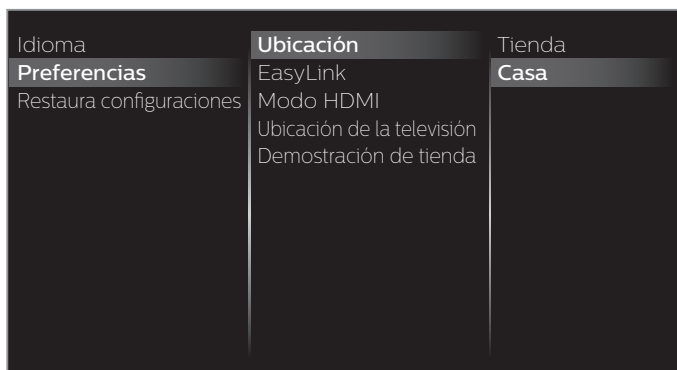 Idioma
Preferencias
Restaura configuraciones
Ubicación
EasyLink
Modo HDMI
Ubicación de la televisión
Demostración de tienda
Tienda
Casa